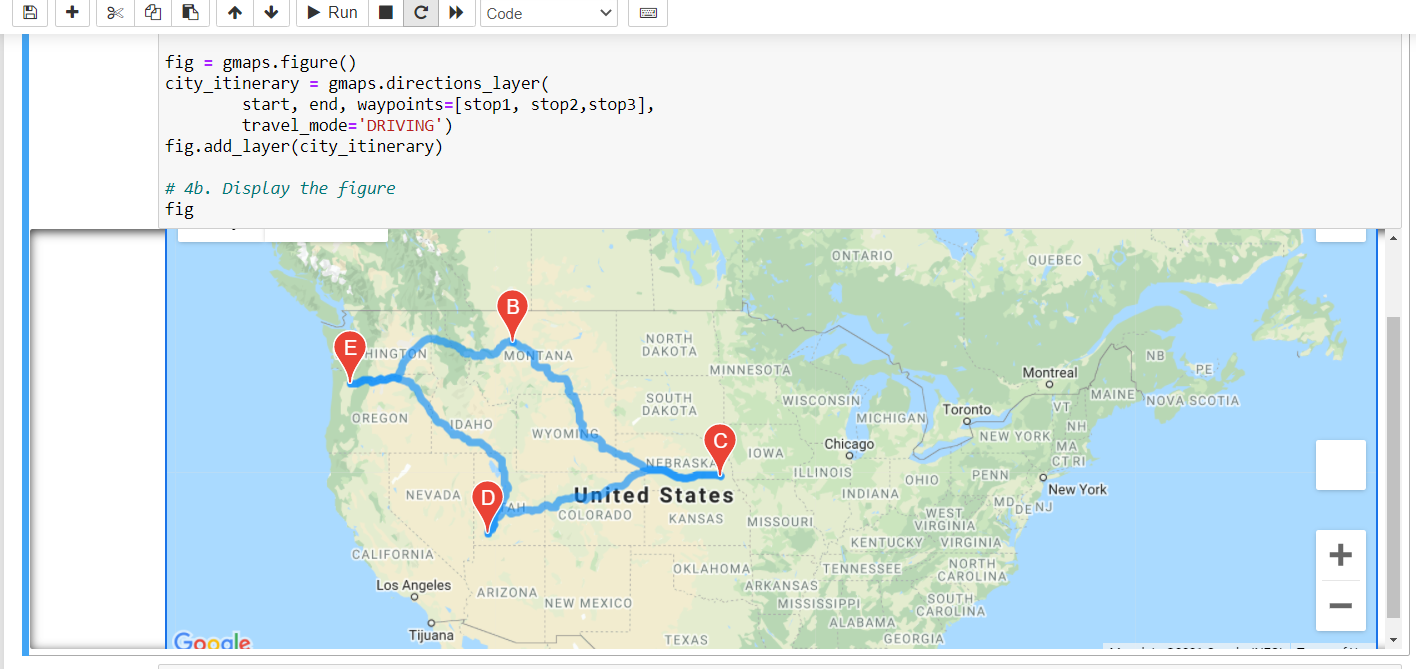 Run
Code
fig = gmaps.figure()
city_itinerary = gmaps.directions_layer(
start, end, waypoints=[stop1, stop2,stop3],
travel_mode='DRIVING')
fig.add_layer(city_itinerary)
# 4b. Display the figure
fig
ONTARIO
QUEBEC
B
NORTH
DAKOTA
E
HINGTON
MONTANA
NB
PE
MINNESOTA
Montreal
MAINE
NOVA SCOTIA
SOUTH
DAKOTA
WISCONSIN
VT
OREGON
IDAHO
MICHIGAN
Toronto
NH
WYOMING
C
NEW YORK
MA
Chicago
IOWA
CT RI
NEBRASKA
ILLINOIS
OHIO
PENN
NEVADA
D
AH
United States
INDIANA
MD
New York
DE NJ
COLORADO
KANSAS
MISSOURI
WEST
VIRGINIA
CALIFORNIA
KENTUCKY
VIRGINIA
OKLAHOMA
TENNESSEE
NORTH
CAROLINA
Los Angeles
ARIZONA
ARKANSAS
NEW MEXICO
MISSISSIPPI
SOUTH
CAROLINA
ALABAMA
Tijuana
TEXAS
GEORGIA
Google